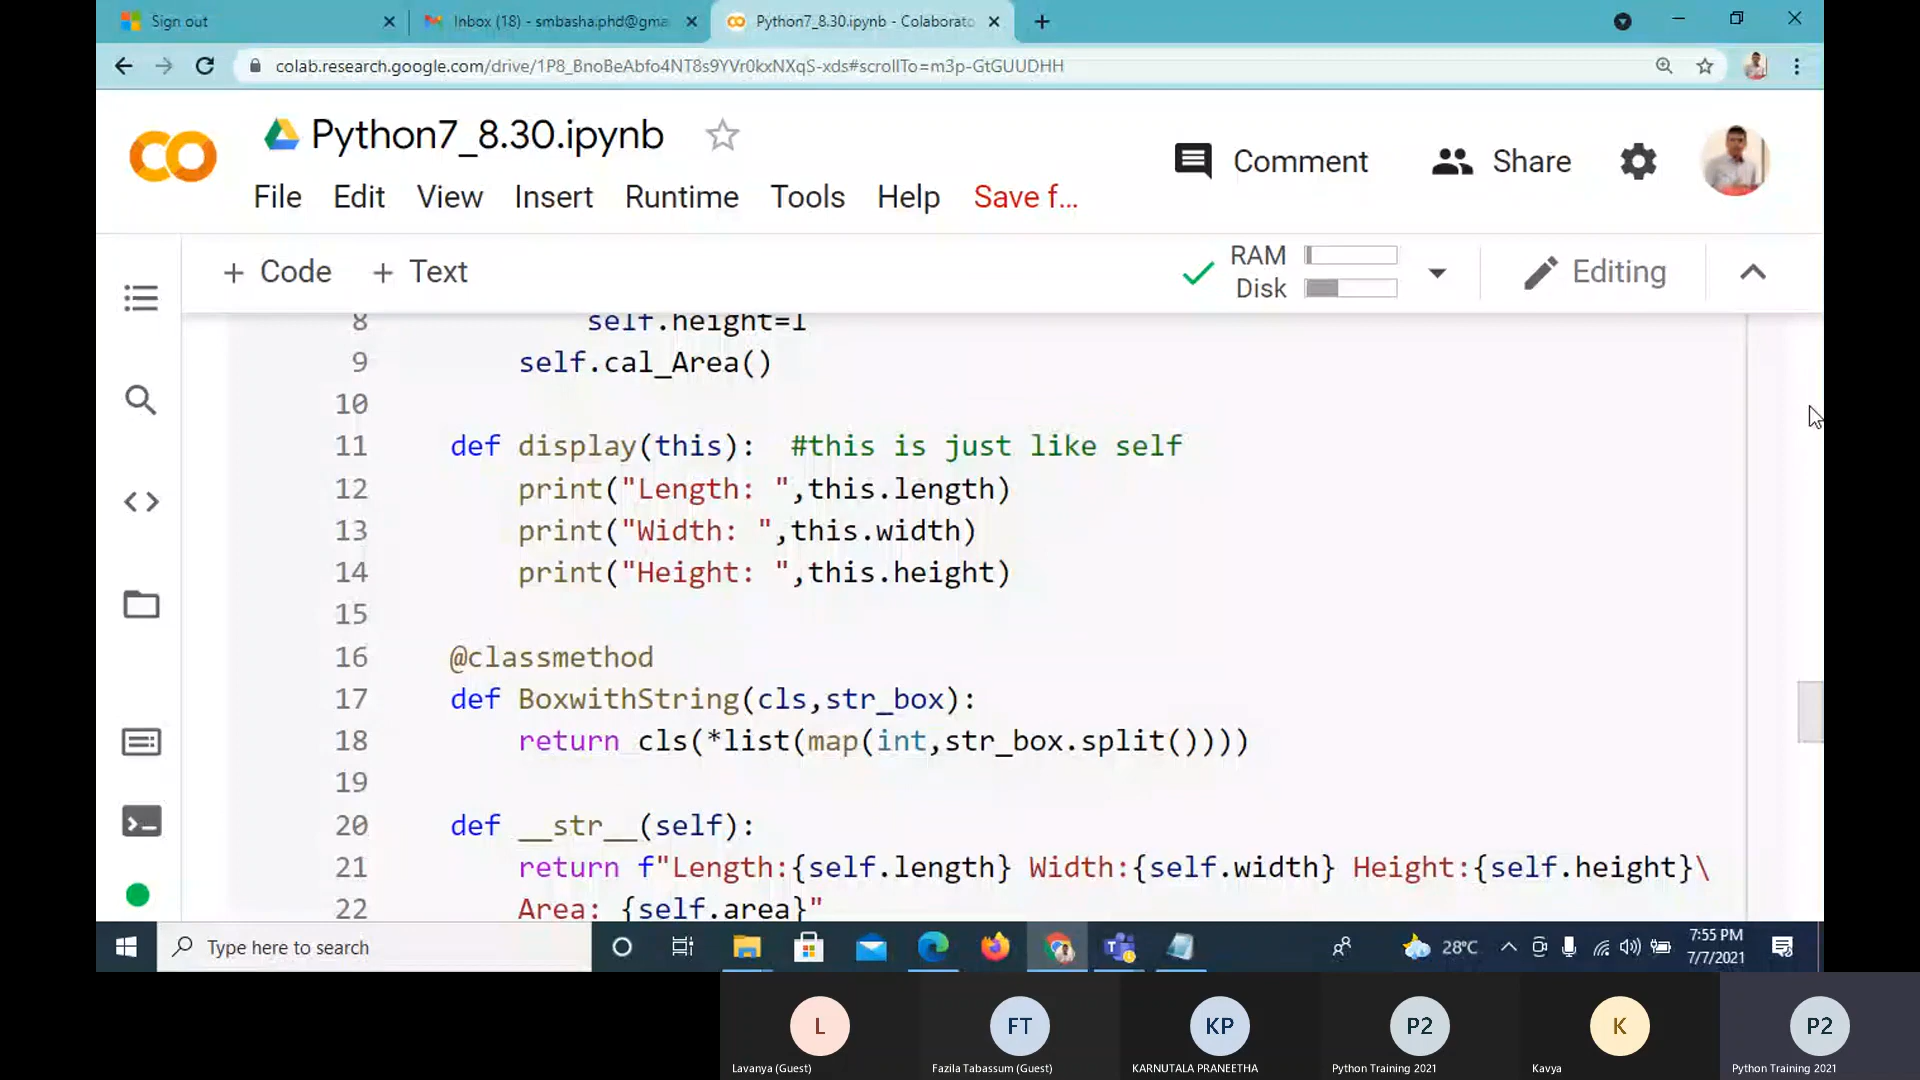 Sign out
Inbox (18) - smbasha.phd@gma
Python7_8.30.ipynb - Colaborato
colab.research.google.com/drive/1P8_BnoBeAbfo4NT8s9YVr0kxNXqS-xds#scrollTo=m3p-GtGUUDHH
Python7_8.30.ipynb
Comment
Share
File Edit View Insert Runtime Tools Help Save f...
+ Code + Text
RAM
Disk
Editing
8 self.height=1
9 self.cal_Area()
10
11 def display(this): #this is just like self
12 print("Length: ",this.length)
13 print("Width: ",this.width)
14 print("Height: ",this.height)
15
16 @classmethod
17 def BoxwithString(cls,str_box):
18 return cls(*list(map(int,str_box.split())))
19
20 def __str__(self):
21 return f"Length:{self.length} Width:{self.width} Height:{self.height}\
22 Area: {self.area}"
Type here to search
28°C
7:55 PM
7/7/2021
L FT KP P2 K P2
Lavanya (Guest) Fazila Tabassum (Guest) KARNUTALA PRANEETHA Python Training 2021 Kavya Python Training 2021